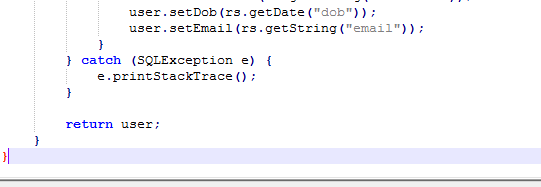 user.setDob(rs.getDate("dob"));
user.setEmail(rs.getString("email"));
}
} catch (SQLException e) {
e.printStackTrace();
}
return user;
}
}